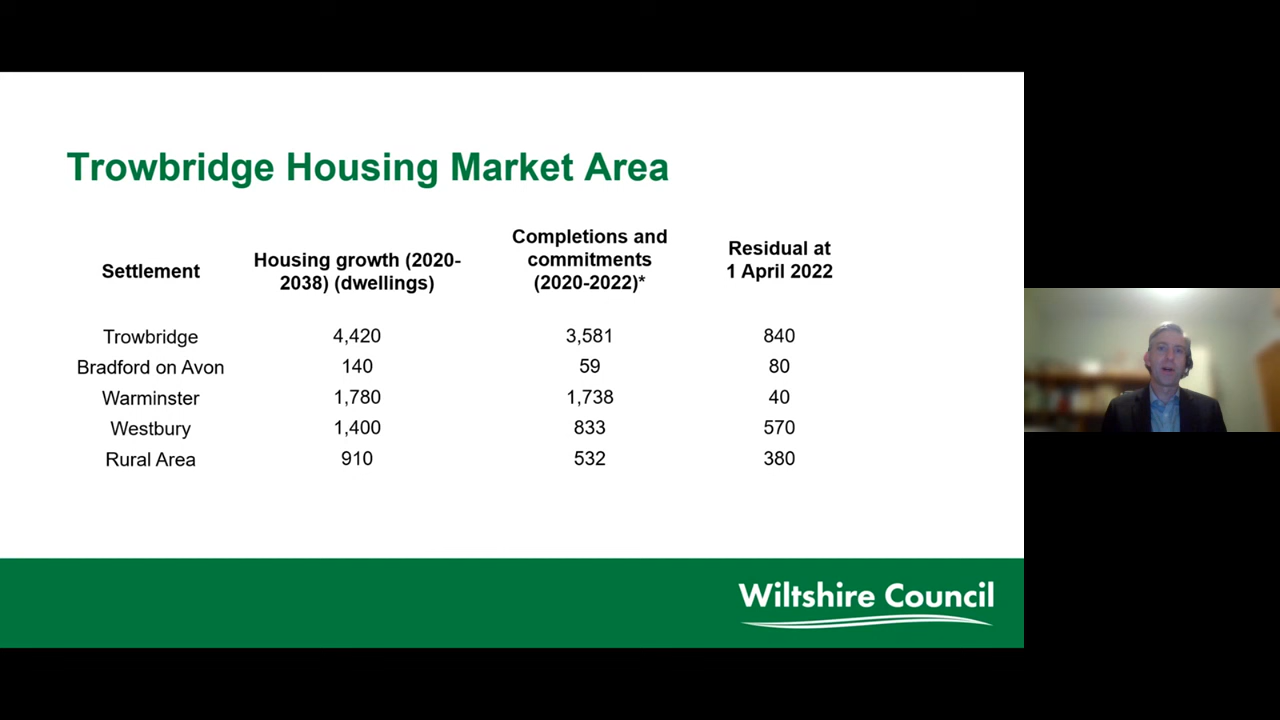 Trowbridge Housing Market Area
Settlement
Housing growth (2020-
2038) (dwellings)
Completions and
commitments
(2020-2022)*
Residual at
1 April 2022
Trowbridge 4,420 3,581 840
Bradford on Avon 140 59 80
Warminster 1,780 1,738 40
Westbury 1,400 833 570
Rural Area 910 532 380
Wiltshire Council